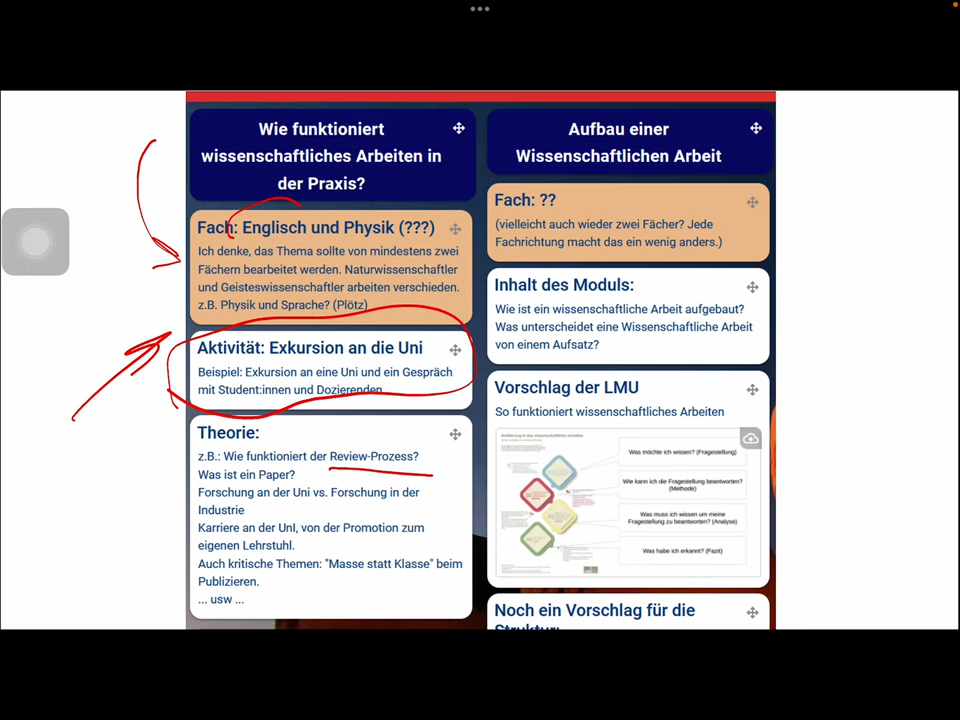 Wie funktioniert
wissenschaftliches Arbeiten in
der Praxis?
Fach: Englisch und Physik (???)
Ich denke, das Thema sollte von mindestens zwei
Fächern bearbeitet werden. Naturwissenschaftler
und Geisteswissenschaftler arbeiten verschieden.
z.B. Physik und Sprache? (Plötz)
Aktivität: Exkursion an die Uni
Beispiel: Exkursion an eine Uni und ein Gespräch
mit Student:innen und Dozierenden
Theorie:
z.B.: Wie funktioniert der Review-Prozess?
Was ist ein Paper?
Forschung an der Uni vs. Forschung in der
Industrie
Karriere an der UnI, von der Promotion zum
eigenen Lehrstuhl.
Auch kritische Themen: "Masse statt Klasse" beim
Publizieren.
... usw ...
Aufbau einer
Wissenschaftlichen Arbeit
Fach: ??
(vielleicht auch wieder zwei Fächer? Jede
Fachrichtung macht das ein wenig anders.)
Inhalt des Moduls:
Wie ist ein wissenschaftliche Arbeit aufgebaut?
Was unterscheidet eine Wissenschaftliche Arbeit
von einem Aufsatz?
Vorschlag der LMU
So funktioniert wissenschaftliches Arbeiten
Was möchte ich wissen? (Fragestellung)
Wie kann ich die Fragestellung beantworten?
(Methode)
Was muss ich wissen um meine
Fragestellung zu beantworten? (Analyse)
Was habe ich erkannt? (Fazit)
Noch ein Vorschlag für die
Struktur: